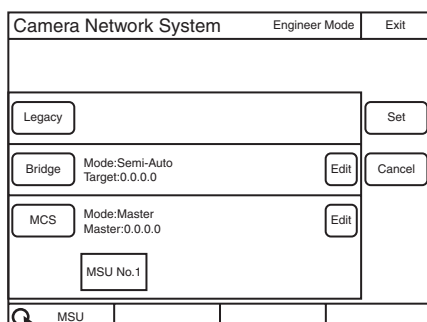 Camera Network System Engineer Mode Exit
Legacy Set
Bridge Mode:Semi-Auto Edit Cancel
Target:0.0.0.0
MCS Mode:Master Edit
Master:0.0.0.0
MSU No.1
MSU